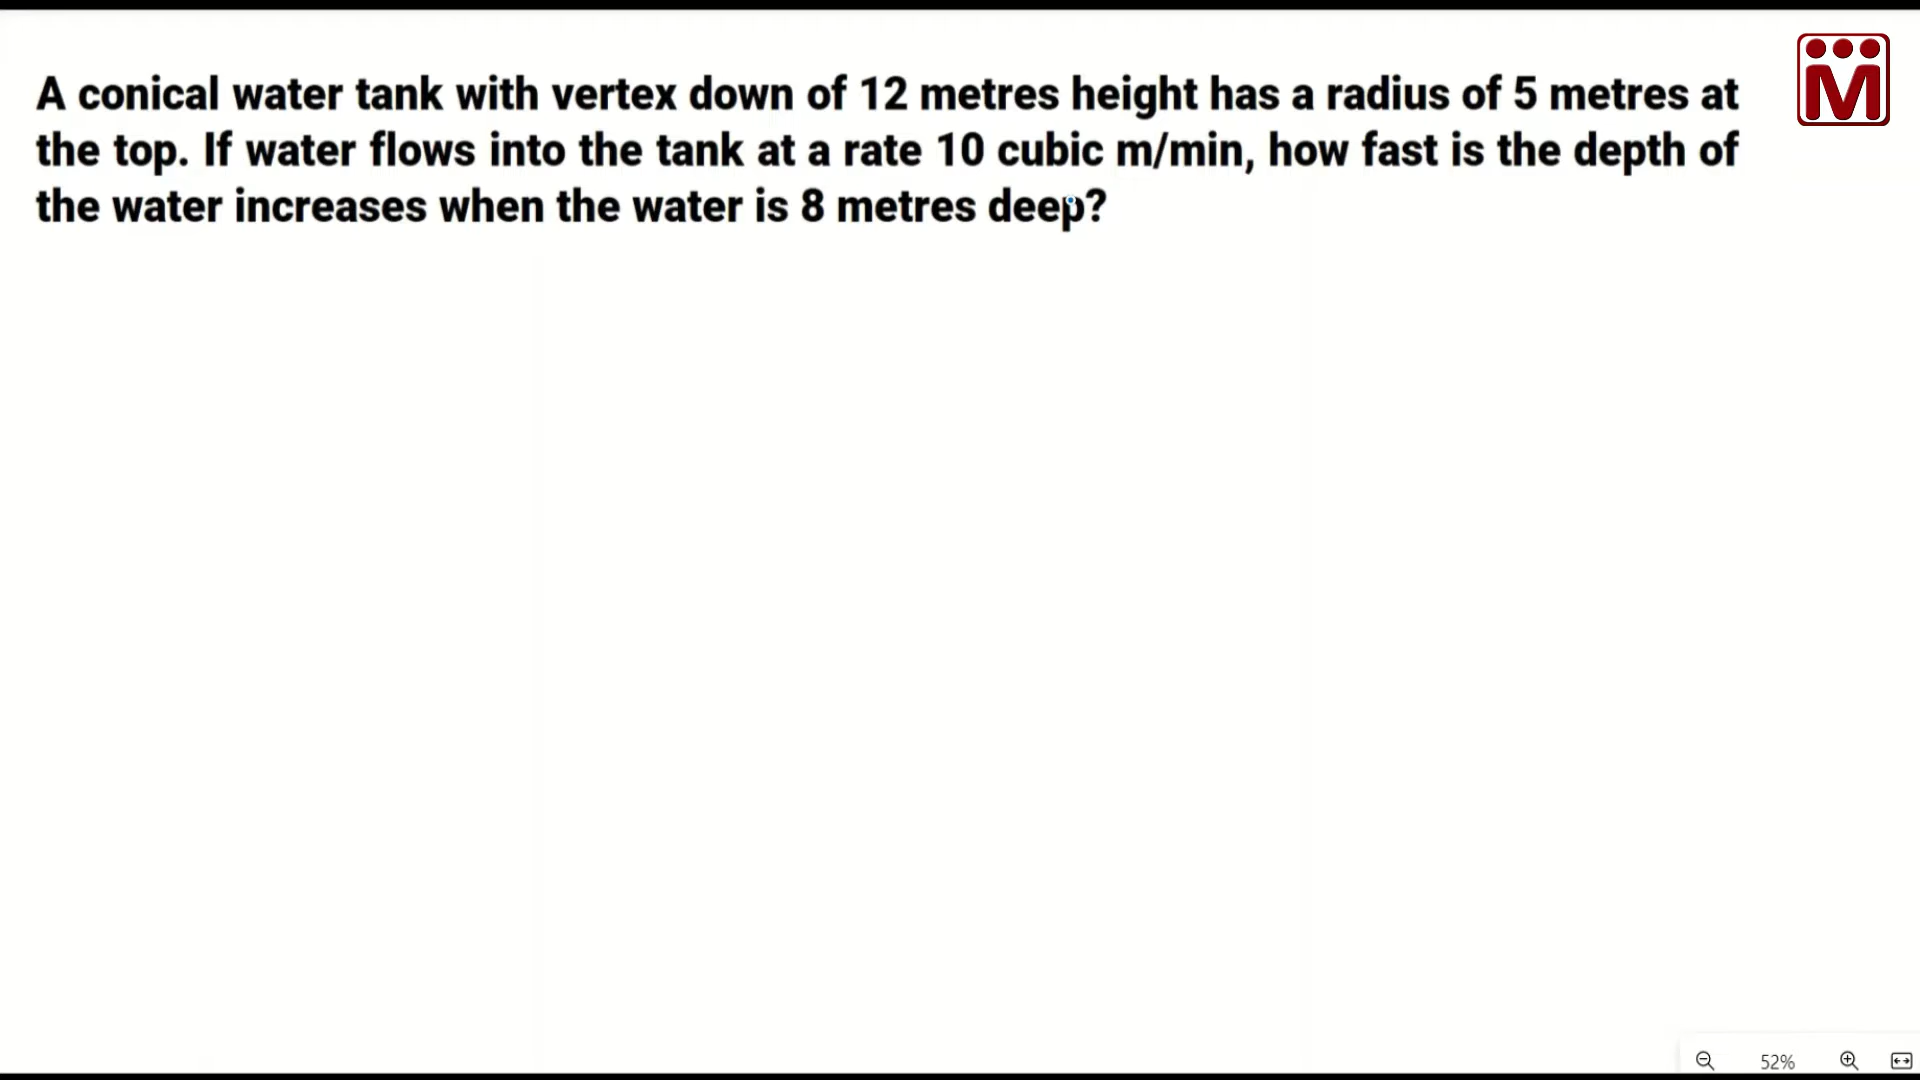 A conical water tank with vertex down of 12 metres height has a radius of 5 metres at
the top. If water flows into the tank at a rate 10 cubic m/min, how fast is the depth of
the water increases when the water is 8 metres deep?
M
52%